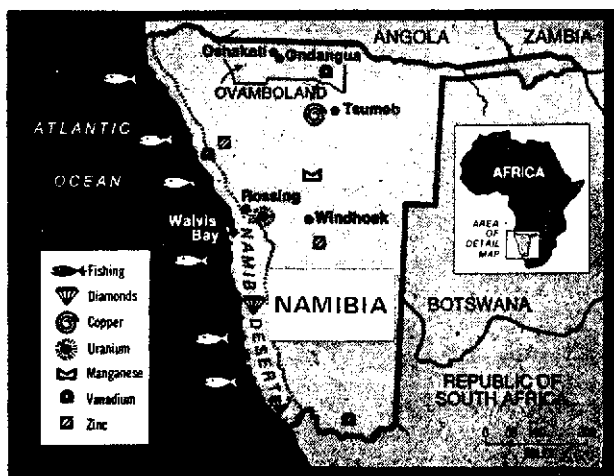 ANGOLA
ZAMBIA
Oshakati
Ondangua
OVAMBOLAND
Tsumeb
ATLANTIC
OCEAN
AFRICA
Rossing
Windhoek
Walvis
Bay
AREA
OF
DETAIL
MAP
NAMIB
DESERT
NAMIBIA
BOTSWANA
REPUBLIC OF
SOUTH AFRICA
Fishing
Diamonds
Copper
Uranium
Manganese
Vanadium
Zinc